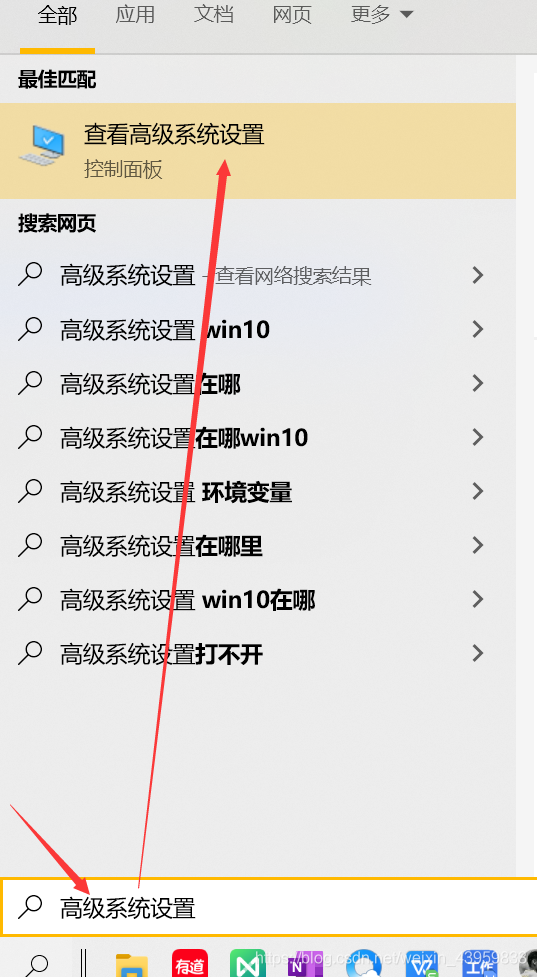 全部 应用 文档 网页 更多
最佳匹配
查看高级系统设置
控制面板
搜索网页
高级系统设置 - 查看网络搜索结果
高级系统设置 win10
高级系统设置在哪
高级系统设置在哪win10
高级系统设置 环境变量
高级系统设置在哪里
高级系统设置 win10在哪
高级系统设置打不开
高级系统设置
有道 N 工作
https://blog.csdn.net/weixin_43959833